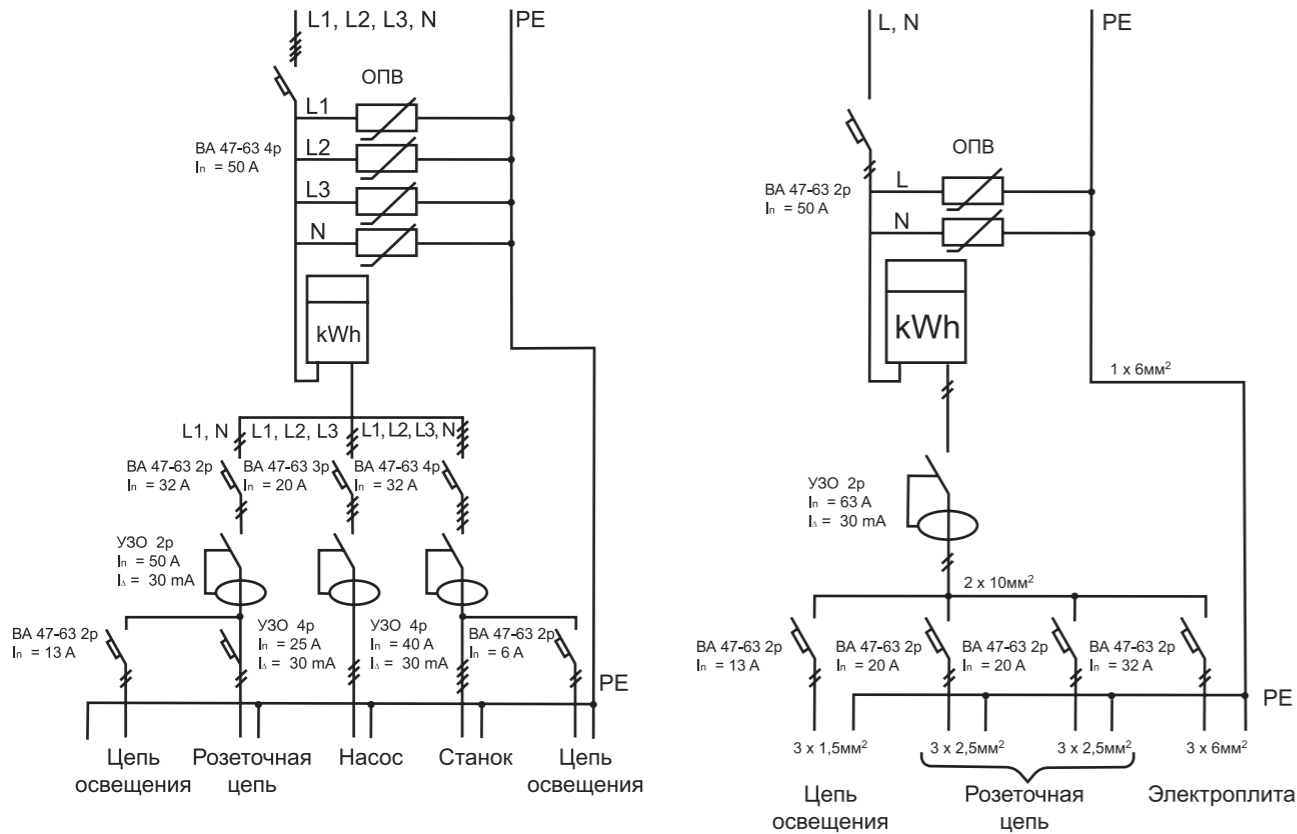 L1, L2, L3, N
PE
ОПВ
L1
ВА 47-63 4р
In = 50 A
L2
L3
N
kWh
L1, N
L1, L2, L3
L1, L2, L3, N
ВА 47-63 2р
In = 32 A
ВА 47-63 3р
In = 20 A
ВА 47-63 4р
In = 32 A
УЗО 2р
In = 50 A
I∆ = 30 mA
ВА 47-63 2р
In = 13 A
УЗО 4р
In = 25 A
I∆ = 30 mA
УЗО 4р
In = 40 A
I∆ = 30 mA
ВА 47-63 2р
In = 6 A
PE
Цепь
освещения
Розеточная
цепь
Насос
Станок
Цепь
освещения
L, N
PE
ОПВ
ВА 47-63 2р
In = 50 A
L
N
kWh
1 x 6мм²
УЗО 2р
In = 63 A
I∆ = 30 mA
2 x 10мм²
ВА 47-63 2р
In = 13 A
ВА 47-63 2р
In = 20 A
ВА 47-63 2р
In = 20 A
ВА 47-63 2р
In = 32 A
PE
3 x 1,5мм²
3 x 2,5мм²
3 x 2,5мм²
3 x 6мм²
Цепь
освещения
Розеточная
цепь
Электроплита